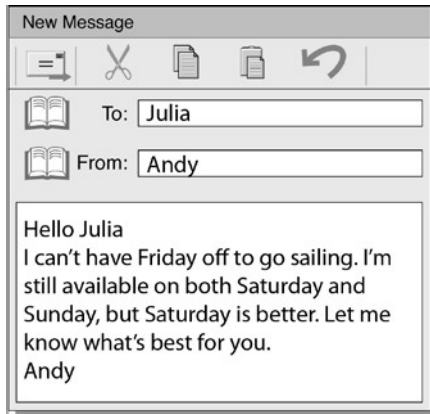 New Message
To: Julia
From: Andy
Hello Julia
I can't have Friday off to go sailing. I'm
still available on both Saturday and
Sunday, but Saturday is better. Let me
know what's best for you.
Andy